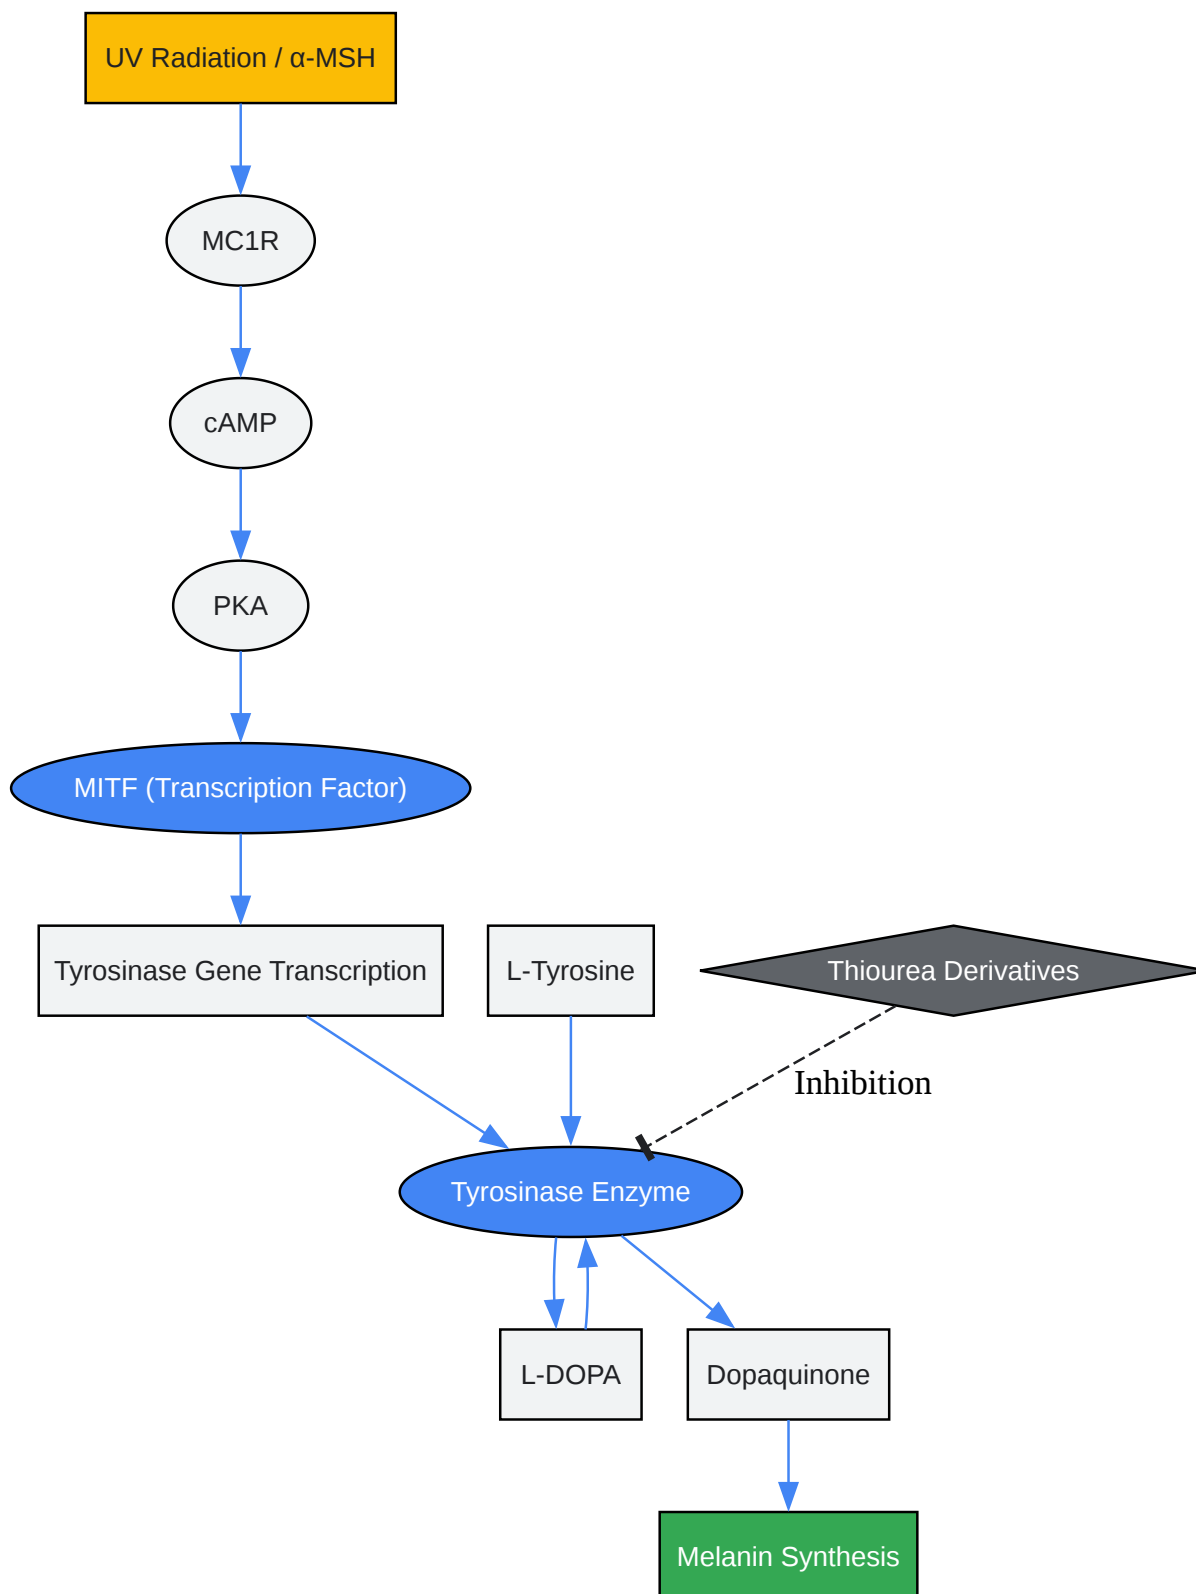 UV Radiation / α-MSH
MC1R
cAMP
PKA
MITF (Transcription Factor)
Tyrosinase Gene Transcription
L-Tyrosine
Thiourea Derivatives
Inhibition
Tyrosinase Enzyme
L-DOPA
Dopaquinone
Melanin Synthesis